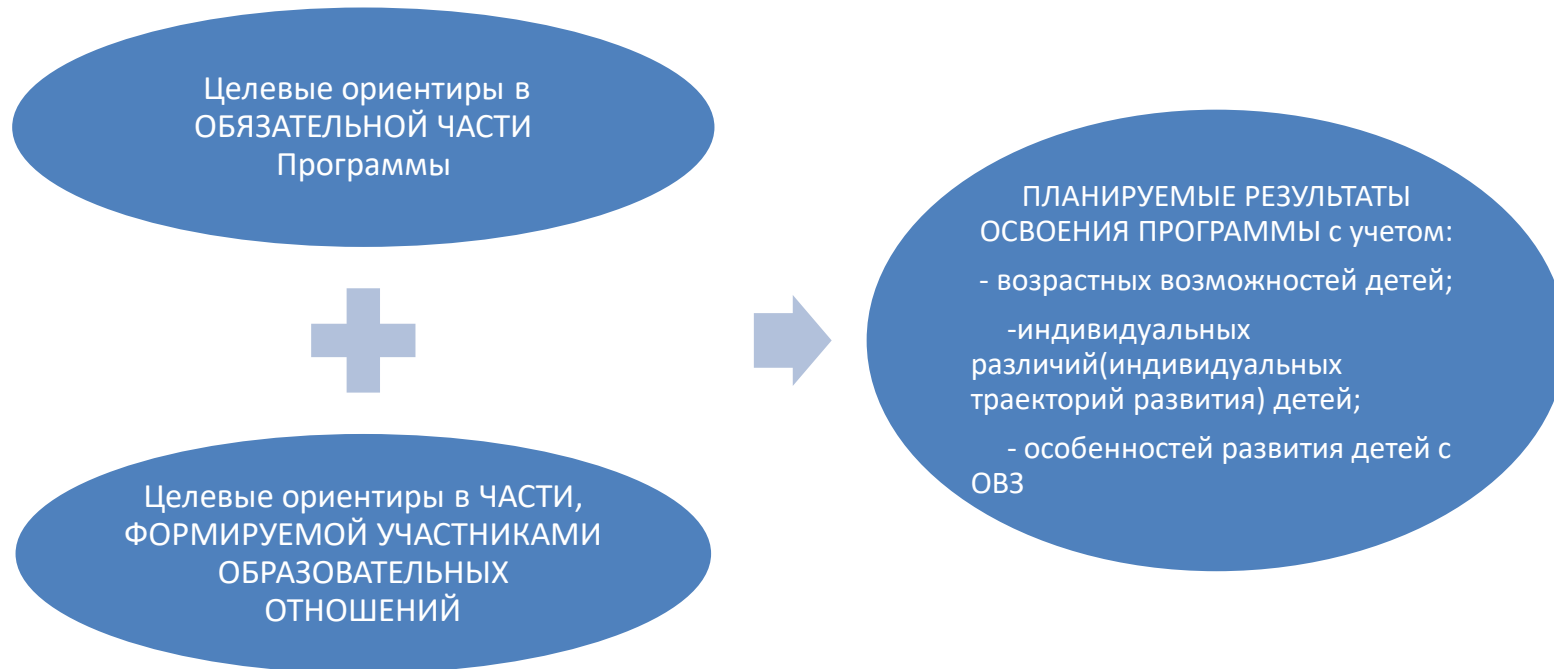 Целевые ориентиры в
ОБЯЗАТЕЛЬНОЙ ЧАСТИ
Программы
Целевые ориентиры в ЧАСТИ,
ФОРМИРУЕМОЙ УЧАСТНИКАМИ
ОБРАЗОВАТЕЛЬНЫХ
ОТНОШЕНИЙ
ПЛАНИРУЕМЫЕ РЕЗУЛЬТАТЫ
ОСВОЕНИЯ ПРОГРАММЫ с учетом:
- возрастных возможностей детей;
-индивидуальных
различий(индивидуальных
траекторий развития) детей;
- особенностей развития детей с
ОВЗ